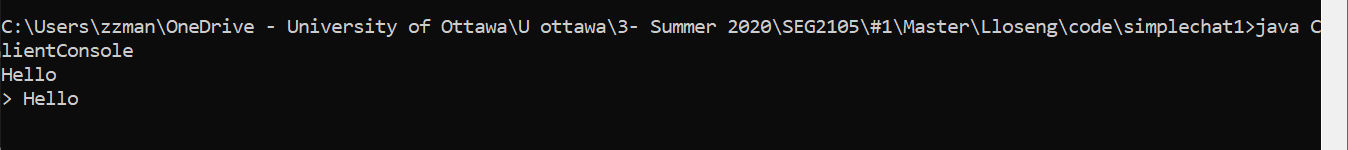 C:\Users\zzman\OneDrive - University of Ottawa\U ottawa\3- Summer 2020\SEG2105\#1\Master\Lloseng\code\simplechat1>java C
lientConsole
Hello
> Hello